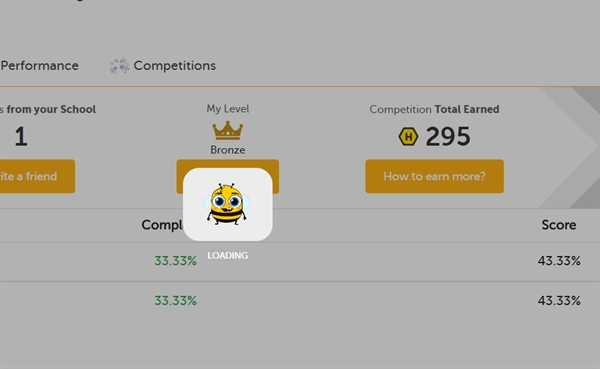 Performance
Competitions
s from your School
My Level
Competition Total Earned
1
Bronze
H 295
ite a friend
How to earn more?
Compl
Score
33.33%
43.33%
LOADING
33.33%
43.33%